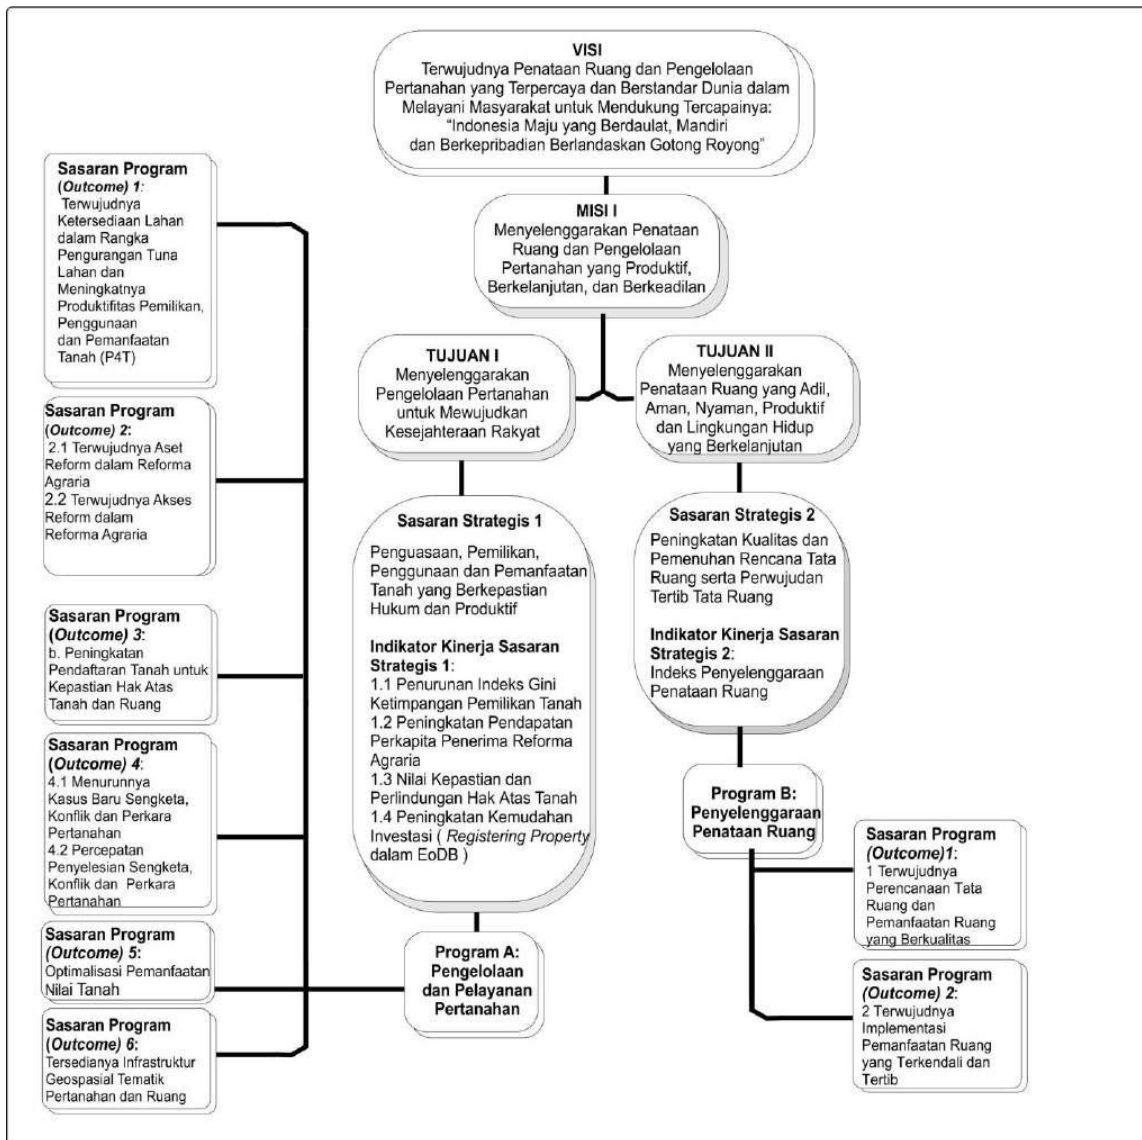 VISI
Terwujudnya Penataan Ruang dan Pengelolaan
Pertanahan yang Terpercaya dan Berstandar Dunia dalam
Melayani Masyarakat untuk Mendukung Tercapainya:
“Indonesia Maju yang Berdaulat, Mandiri
dan Berkepribadian Berlandaskan Gotong Royong”
MISI I
Menyelenggarakan Penataan
Ruang dan Pengelolaan
Pertanahan yang Produktif,
Berkelanjutan, dan Berkeadilan
TUJUAN I
Menyelenggarakan
Pengelolaan Pertanahan
untuk Mewujudkan
Kesejahteraan Rakyat
TUJUAN II
Menyelenggarakan
Penataan Ruang yang Adil,
Aman, Nyaman, Produktif
dan Lingkungan Hidup
yang Berkelanjutan
Sasaran Strategis 1
Penguasaan, Pemilikan,
Penggunaan dan Pemanfaatan
Tanah yang Berkepastian
Hukum dan Produktif
Indikator Kinerja Sasaran
Strategis 1:
1.1 Penurunan Indeks Gini
Ketimpangan Pemilikan Tanah
1.2 Peningkatan Pendapatan
Perkapita Penerima Reforma
Agraria
1.3 Nilai Kepastian dan
Perlindungan Hak Atas Tanah
1.4 Peningkatan Kemudahan
Investasi ( Registering Property
dalam EoDB )
Sasaran Strategis 2
Peningkatan Kualitas dan
Pemenuhan Rencana Tata
Ruang serta Perwujudan
Tertib Tata Ruang
Indikator Kinerja Sasaran
Strategis 2:
Indeks Penyelenggaraan
Penataan Ruang
Program A:
Pengelolaan
dan Pelayanan
Pertanahan
Program B:
Penyelenggaraan
Penataan Ruang
Sasaran Program
(Outcome) 1:
Terwujudnya
Ketersediaan Lahan
dalam Rangka
Pengurangan Tuna
Lahan dan
Meningkatnya
Produktifitas Pemilikan,
Penggunaan
dan Pemanfaatan
Tanah (P4T)
Sasaran Program
(Outcome) 2:
2.1 Terwujudnya Aset
Reform dalam Reforma
Agraria
2.2 Terwujudnya Akses
Reform dalam
Reforma Agraria
Sasaran Program
(Outcome) 3:
b. Peningkatan
Pendaftaran Tanah untuk
Kepastian Hak Atas
Tanah dan Ruang
Sasaran Program
(Outcome) 4:
4.1 Menurunnya
Kasus Baru Sengketa,
Konflik dan Perkara
Pertanahan
4.2 Percepatan
Penyelesian Sengketa,
Konflik dan Perkara
Pertanahan
Sasaran Program
(Outcome) 5:
Optimalisasi Pemanfaatan
Nilai Tanah
Sasaran Program
(Outcome) 6:
Tersedianya Infrastruktur
Geospasial Tematik
Pertanahan dan Ruang
Sasaran Program
(Outcome)1:
1 Terwujudnya
Perencanaan Tata
Ruang dan
Pemanfaatan Ruang
yang Berkualitas
Sasaran Program
(Outcome) 2:
2 Terwujudnya
Implementasi
Pemanfaatan Ruang
yang Terkendali dan
Tertib